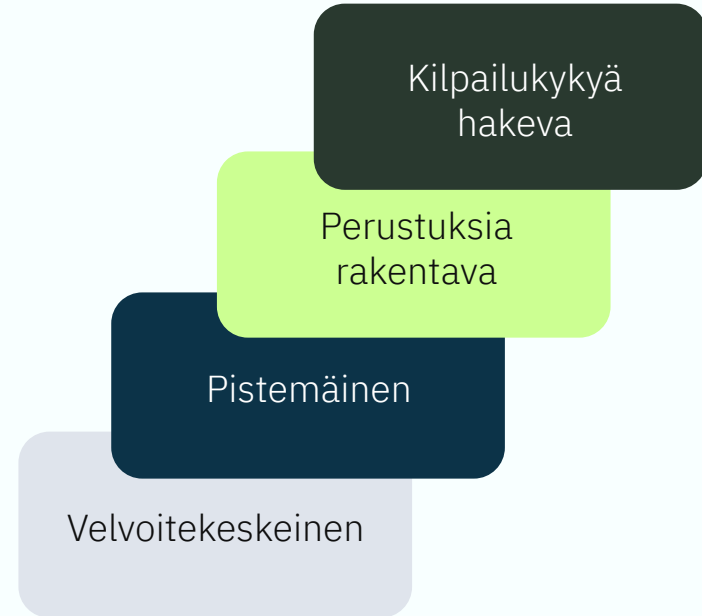 Kilpailukykyä
hakeva
Perustuksia
rakentava
Pistemäinen
Velvoitekeskeinen